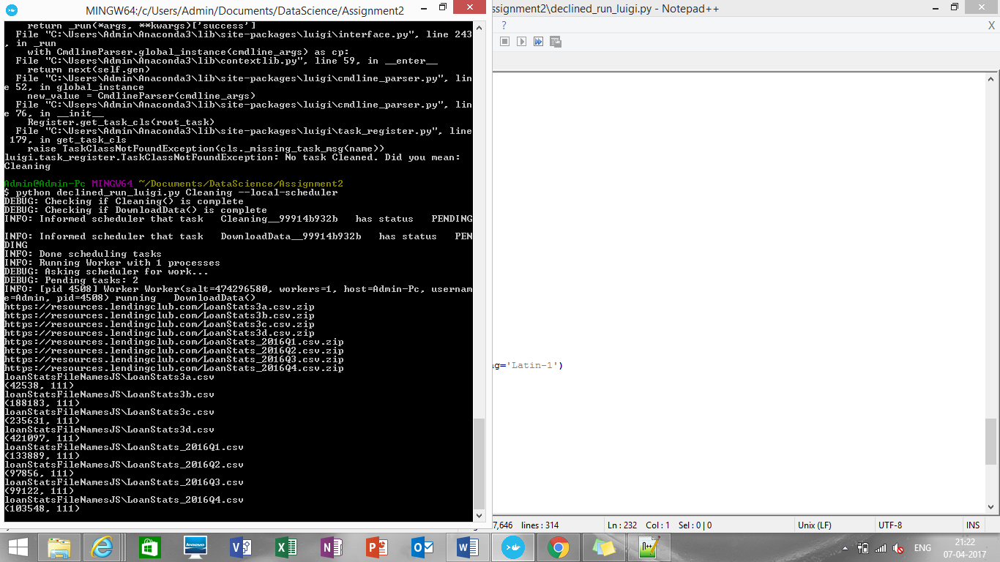 MINGW64:/c/Users/Admin/Documents/DataScience/Assignment2
return _run(*args, **kwargs)['success']
File "C:\Users\Admin\Anaconda3\lib\site-packages\luigi\interface.py", line 243
, in _run
with CmdlineParser.global_instance(cmdline_args) as cp:
File "C:\Users\Admin\Anaconda3\lib\contextlib.py", line 59, in __enter__
return next(self.gen)
File "C:\Users\Admin\Anaconda3\lib\site-packages\luigi\cmdline_parser.py", lin
e 52, in global_instance
new_value = CmdlineParser(cmdline_args)
File "C:\Users\Admin\Anaconda3\lib\site-packages\luigi\cmdline_parser.py", lin
e 76, in __init__
Register.get_task_cls(root_task)
File "C:\Users\Admin\Anaconda3\lib\site-packages\luigi\task_register.py", line
179, in get_task_cls
raise TaskClassNotFoundException(cls._missing_task_msg(name))
luigi.task_register.TaskClassNotFoundException: No task Cleaned. Did you mean:
Cleaning
Admin@Admin-Pc MINGW64 ~/Documents/DataScience/Assignment2
$ python declined_run_luigi.py Cleaning --local-scheduler
DEBUG: Checking if Cleaning() is complete
DEBUG: Checking if DownloadData() is complete
INFO: Informed scheduler that task Cleaning__99914b932b has status PENDING
INFO: Informed scheduler that task DownloadData__99914b932b has status PEN
DING
INFO: Done scheduling tasks
INFO: Running Worker with 1 processes
DEBUG: Asking scheduler for work...
DEBUG: Pending tasks: 2
INFO: [pid 4508] Worker Worker(salt=474296580, workers=1, host=Admin-Pc, usernam
e=Admin, pid=4508) running DownloadData()
https://resources.lendingclub.com/LoanStats3a.csv.zip
https://resources.lendingclub.com/LoanStats3b.csv.zip
https://resources.lendingclub.com/LoanStats3c.csv.zip
https://resources.lendingclub.com/LoanStats3d.csv.zip
https://resources.lendingclub.com/LoanStats_2016Q1.csv.zip
https://resources.lendingclub.com/LoanStats_2016Q2.csv.zip
https://resources.lendingclub.com/LoanStats_2016Q3.csv.zip
https://resources.lendingclub.com/LoanStats_2016Q4.csv.zip
loanStatsFileNamesJS\LoanStats3a.csv
(42538, 111)
loanStatsFileNamesJS\LoanStats3b.csv
(188183, 111)
loanStatsFileNamesJS\LoanStats3c.csv
(235631, 111)
loanStatsFileNamesJS\LoanStats3d.csv
(421097, 111)
loanStatsFileNamesJS\LoanStats_2016Q1.csv
(133889, 111)
loanStatsFileNamesJS\LoanStats_2016Q2.csv
(97856, 111)
loanStatsFileNamesJS\LoanStats_2016Q3.csv
(99122, 111)
loanStatsFileNamesJS\LoanStats_2016Q4.csv
(103548, 111)
ssignment2\declined_run_luigi.py - Notepad++
? X
ng='Latin-1')
7,646 lines : 314 Ln : 232 Col : 1 Sel : 0 | 0 Unix (LF) UTF-8 INS
ENG
21:22
07-04-2017
lenovo